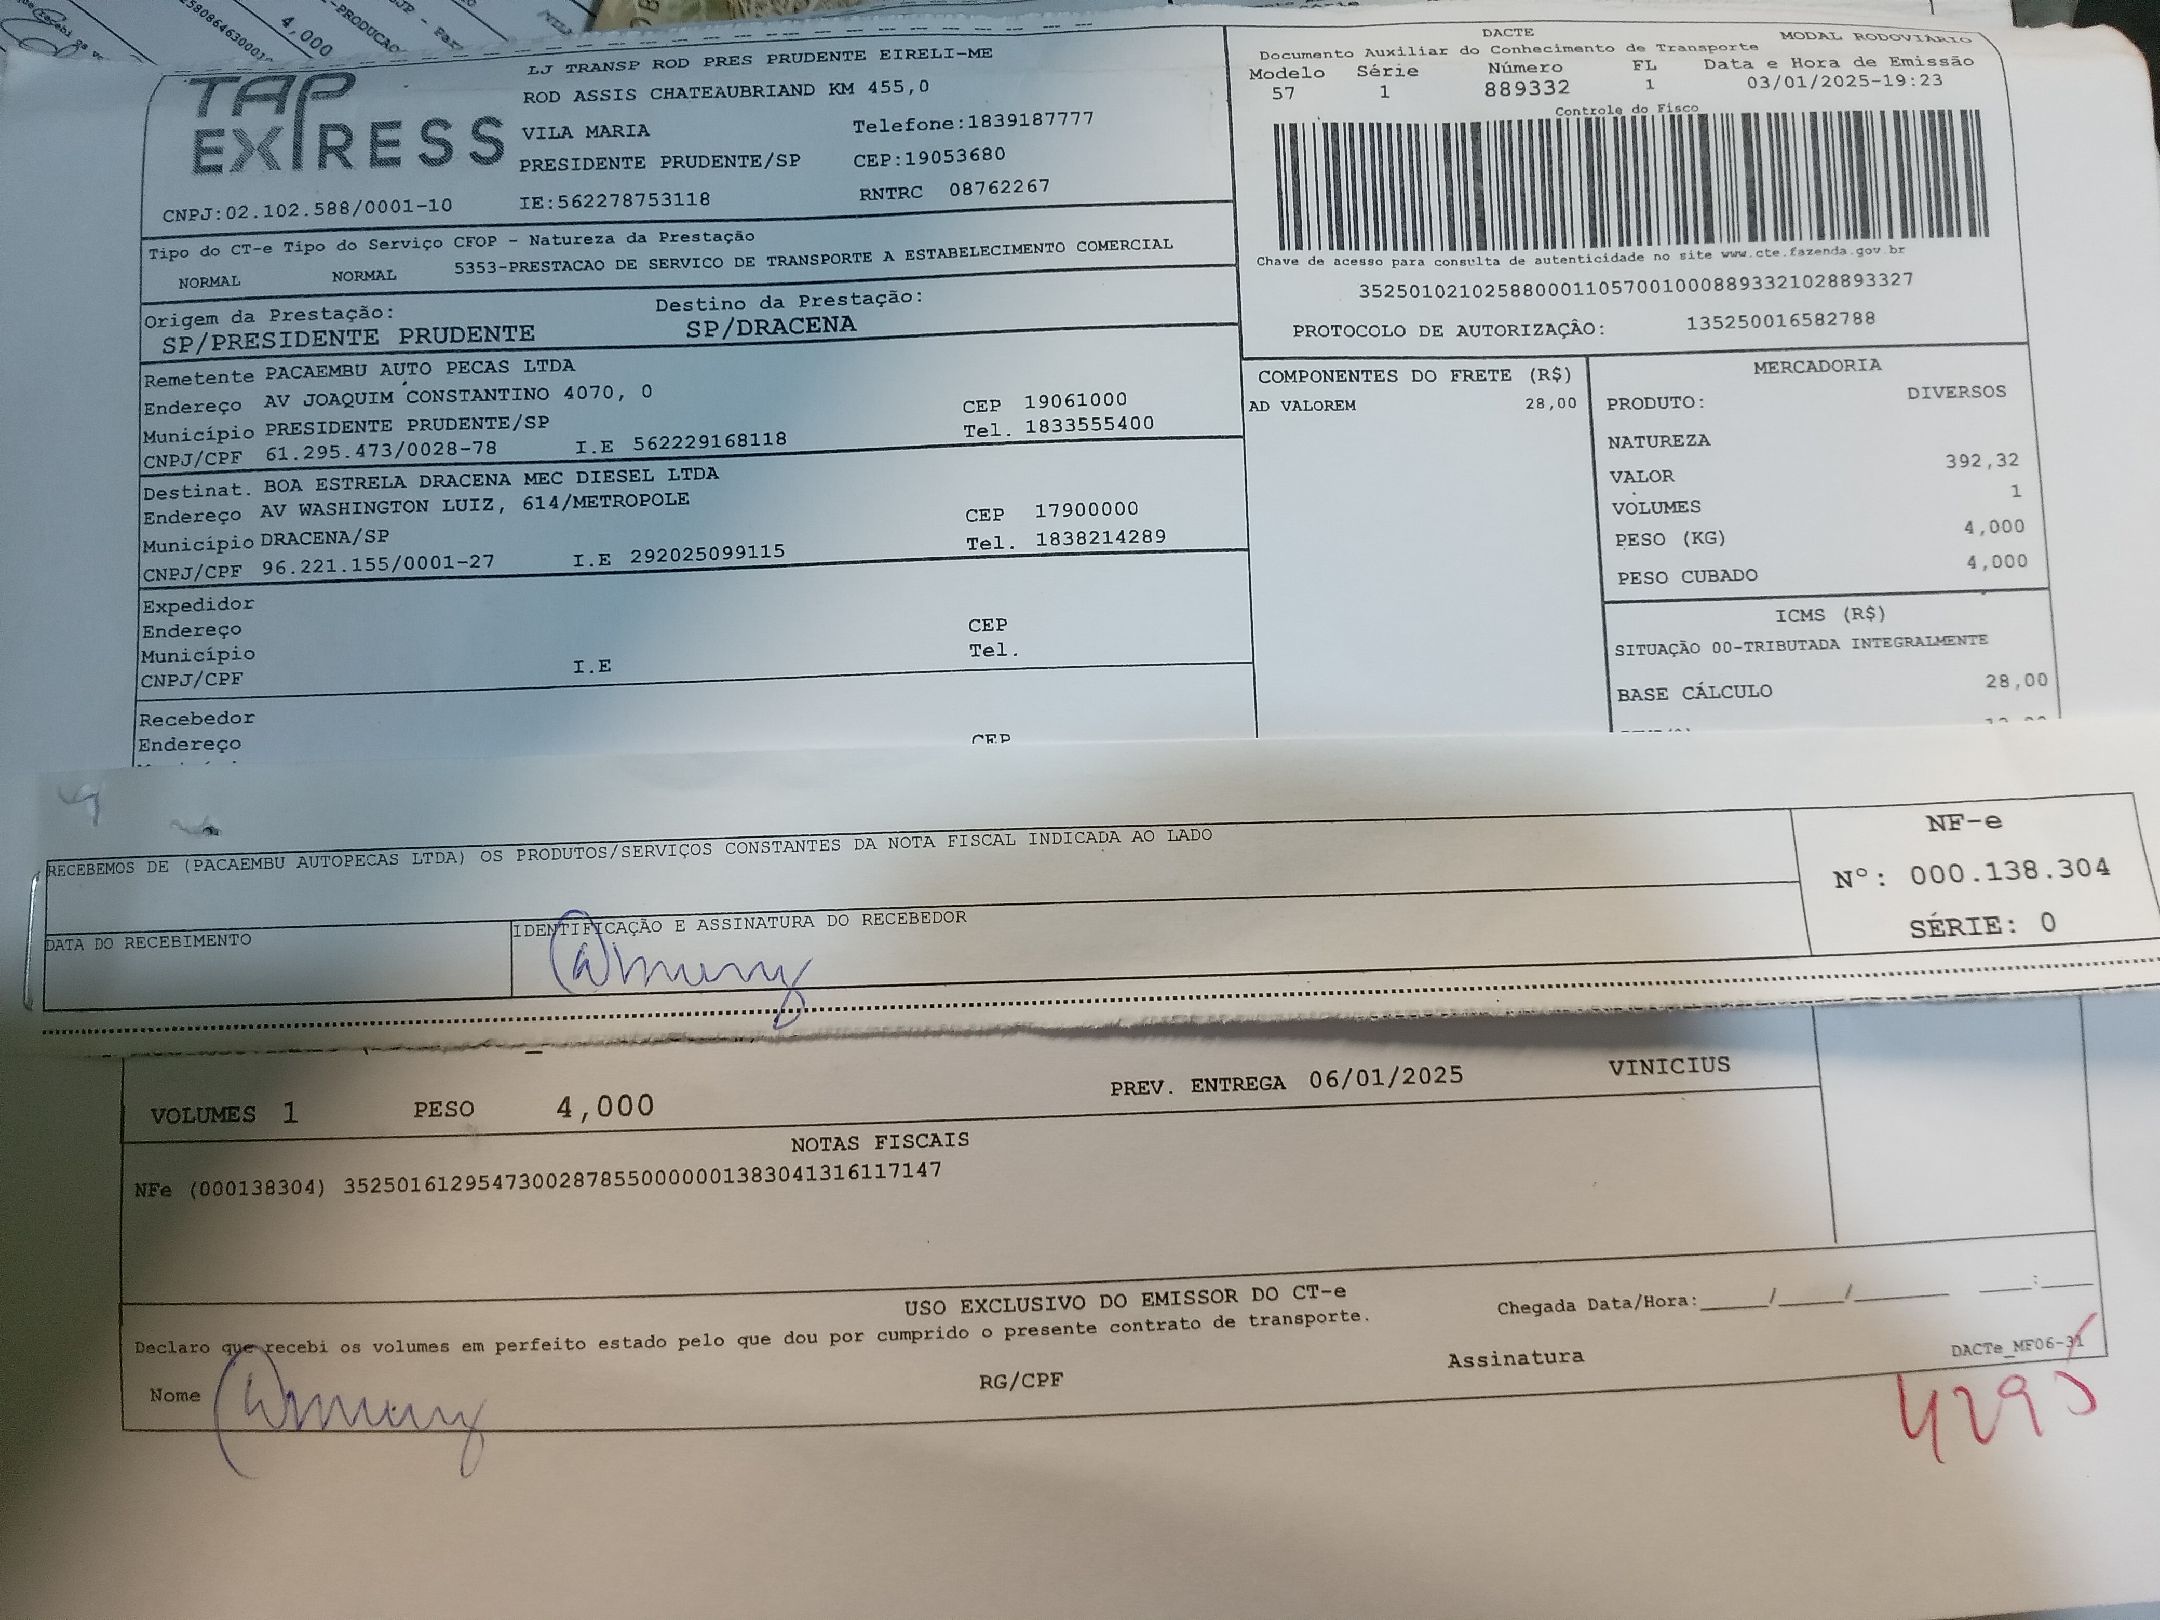 4,000
TAP EXPRESS
LJ TRANSP ROD PRES PRUDENTE EIRELI-ME
ROD ASSIS CHATEAUBRIAND KM 455,0
VILA MARIA Telefone:1839187777
PRESIDENTE PRUDENTE/SP CEP:19053680
CNPJ:02.102.588/0001-10 IE:562278753118 RNTRC 08762267
DACTE MODAL RODOVIÁRIO
Documento Auxiliar do Conhecimento de Transporte
Modelo Série Número FL Data e Hora de Emissão
57 1 889332 1 03/01/2025-19:23
Controle do Fisco
Chave de acesso para consulta de autenticidade no site www.cte.fazenda.gov.br
35250102102588000110570010008893321028893327
PROTOCOLO DE AUTORIZAÇÃO: 135250016582788
Tipo do CT-e Tipo do Serviço CFOP - Natureza da Prestação
NORMAL NORMAL 5353-PRESTACAO DE SERVICO DE TRANSPORTE A ESTABELECIMENTO COMERCIAL
Origem da Prestação: Destino da Prestação:
SP/PRESIDENTE PRUDENTE SP/DRACENA
Remetente PACAEMBU AUTO PECAS LTDA
Endereço AV JOAQUIM CONSTANTINO 4070, 0 CEP 19061000
Município PRESIDENTE PRUDENTE/SP Tel. 1833555400
CNPJ/CPF 61.295.473/0028-78 I.E 562229168118
Destinat. BOA ESTRELA DRACENA MEC DIESEL LTDA
Endereço AV WASHINGTON LUIZ, 614/METROPOLE CEP 17900000
Município DRACENA/SP Tel. 1838214289
CNPJ/CPF 96.221.155/0001-27 I.E 292025099115
Expedidor
Endereço CEP
Município Tel.
CNPJ/CPF I.E
Recebedor
Endereço CEP
COMPONENTES DO FRETE (R$)
AD VALOREM 28,00
MERCADORIA
PRODUTO: DIVERSOS
NATUREZA
VALOR 392,32
VOLUMES 1
PESO (KG) 4,000
PESO CUBADO 4,000
ICMS (R$)
SITUAÇÃO 00-TRIBUTADA INTEGRALMENTE
BASE CÁLCULO 28,00
RECEBEMOS DE (PACAEMBU AUTOPECAS LTDA) OS PRODUTOS/SERVIÇOS CONSTANTES DA NOTA FISCAL INDICADA AO LADO
DATA DO RECEBIMENTO IDENTIFICAÇÃO E ASSINATURA DO RECEBEDOR
NF-e
Nº: 000.138.304
SÉRIE: 0
VOLUMES 1 PESO 4,000 PREV. ENTREGA 06/01/2025 VINICIUS
NOTAS FISCAIS
NFe (000138304) 35250161295473002878550000001383041316117147
USO EXCLUSIVO DO EMISSOR DO CT-e
Declaro que recebi os volumes em perfeito estado pelo que dou por cumprido o presente contrato de transporte. Chegada Data/Hora:_____/_____/_______ ___:____
Nome RG/CPF Assinatura DACTe_MF06-31
4295